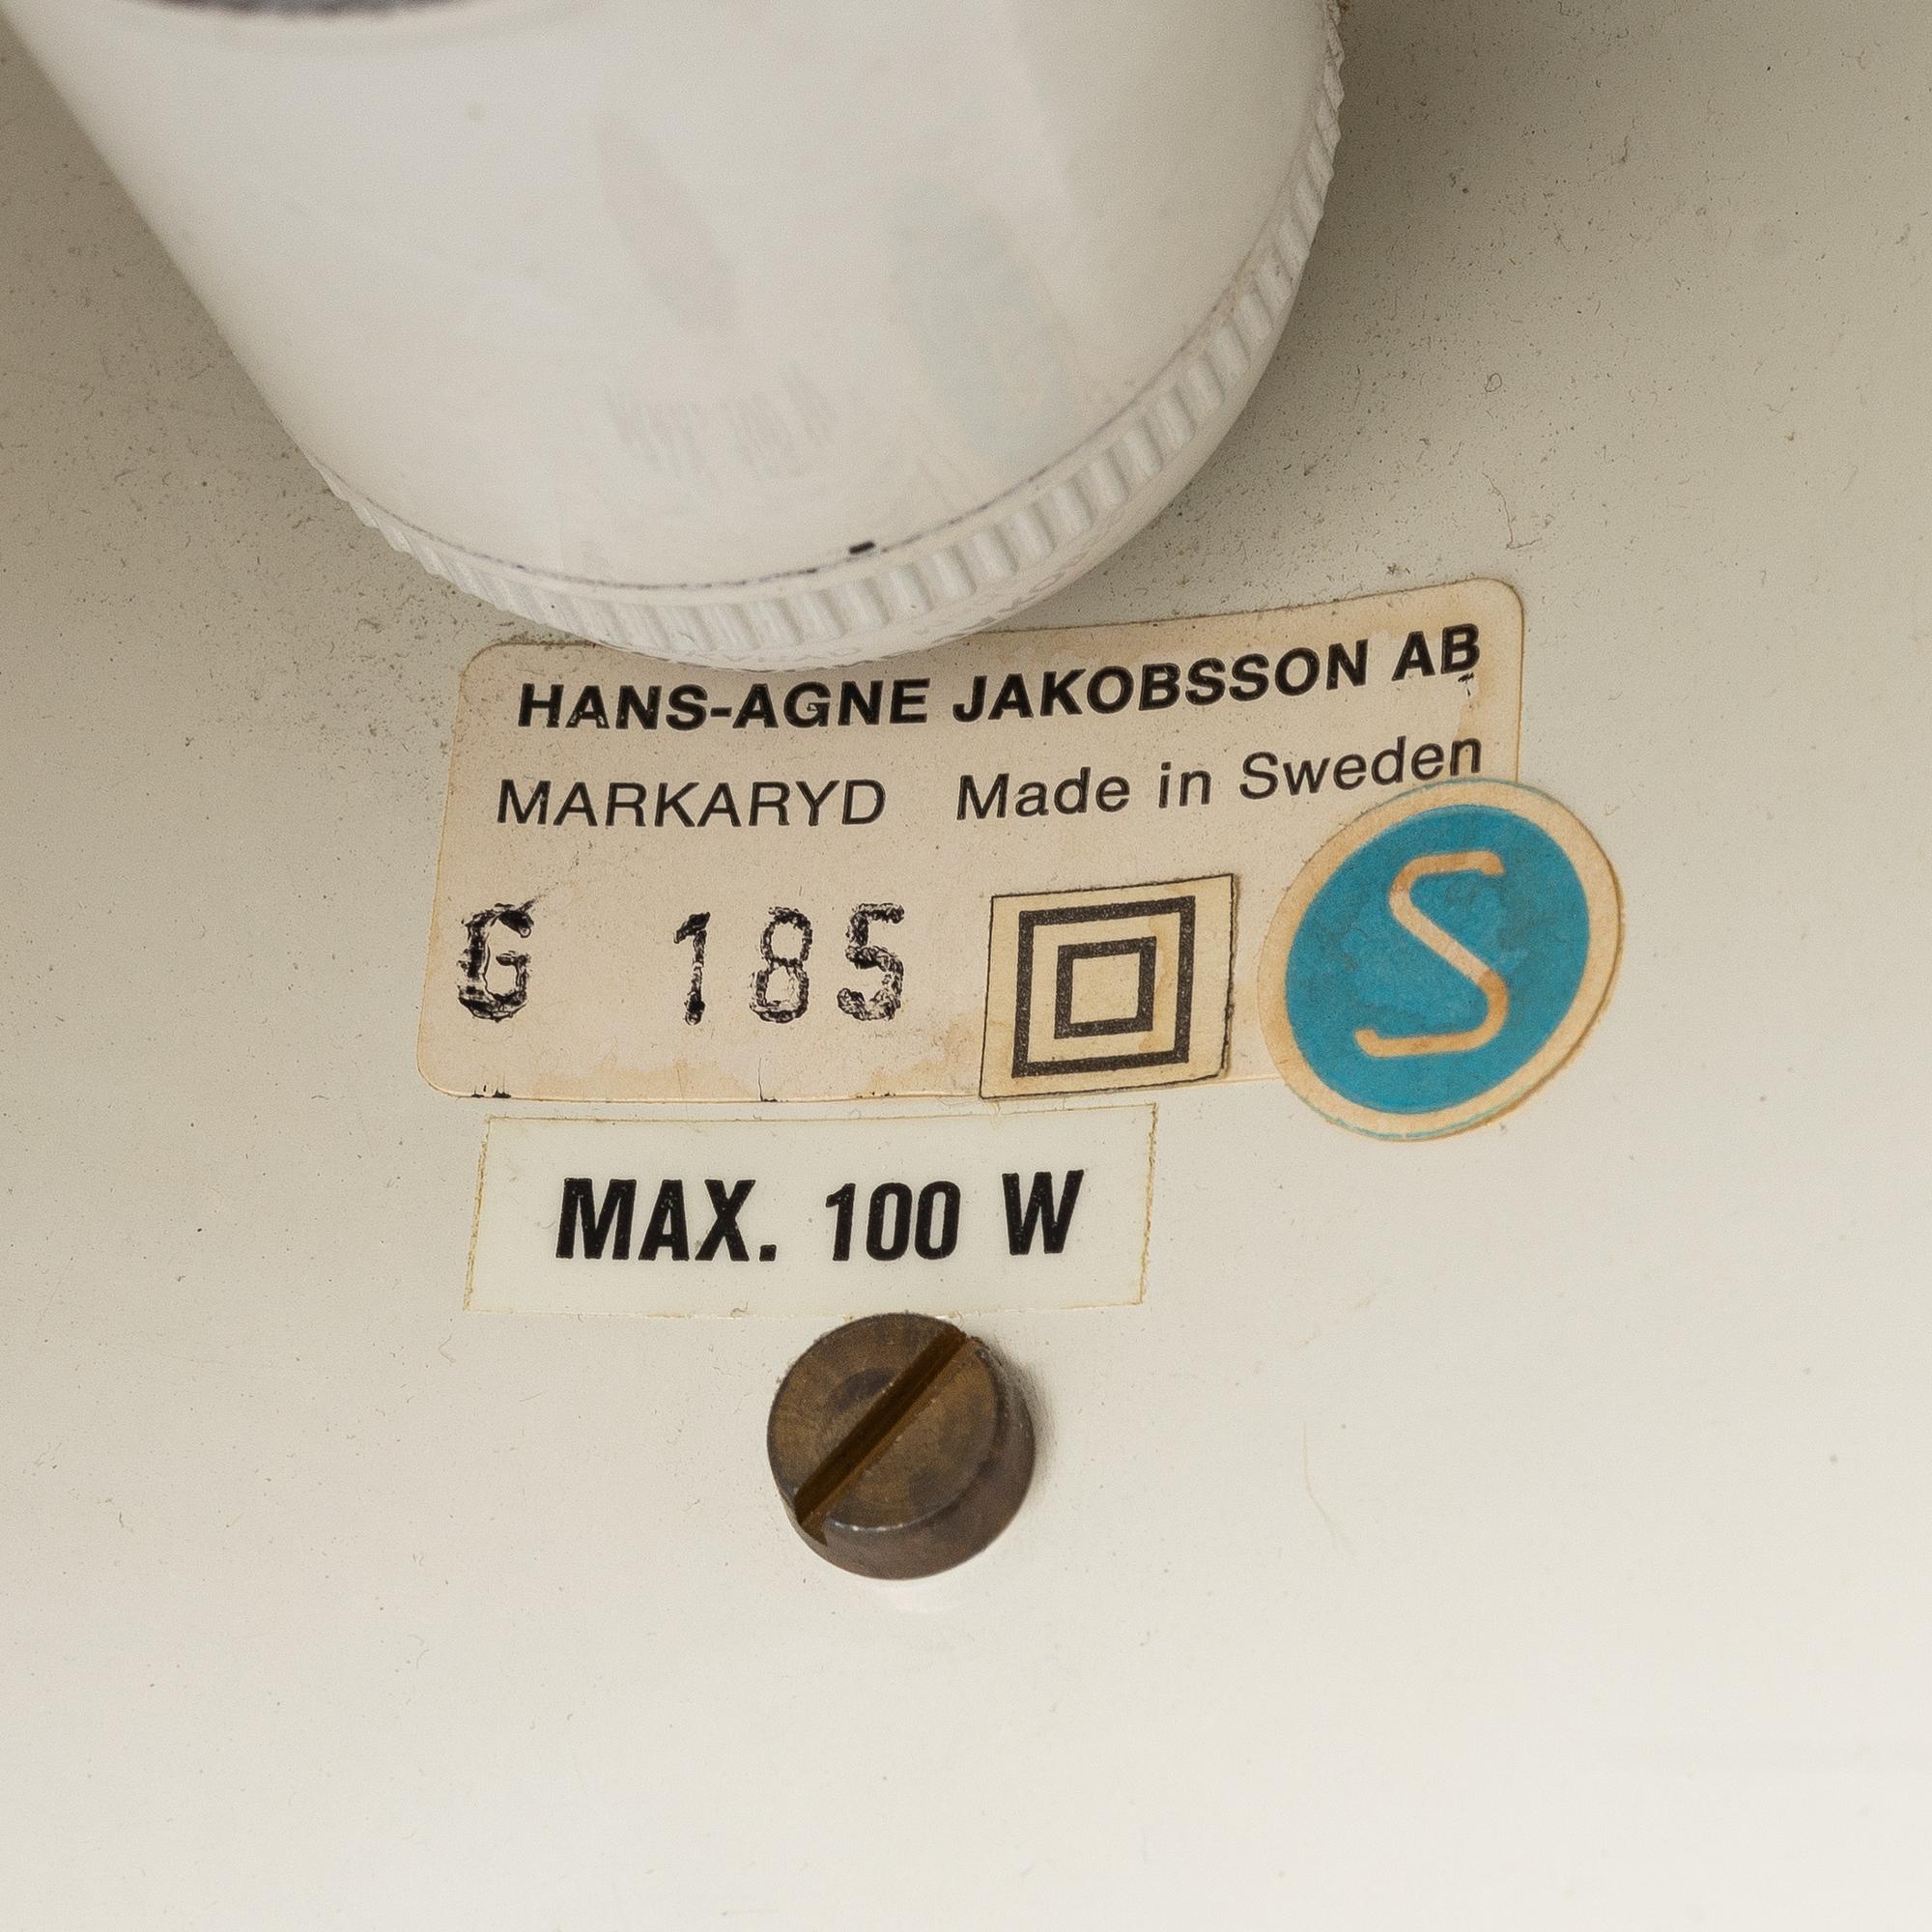 HANS-AGNE JAKOBSSON AB
MARKARYD Made in Sweden
G 185
S
MAX. 100 W